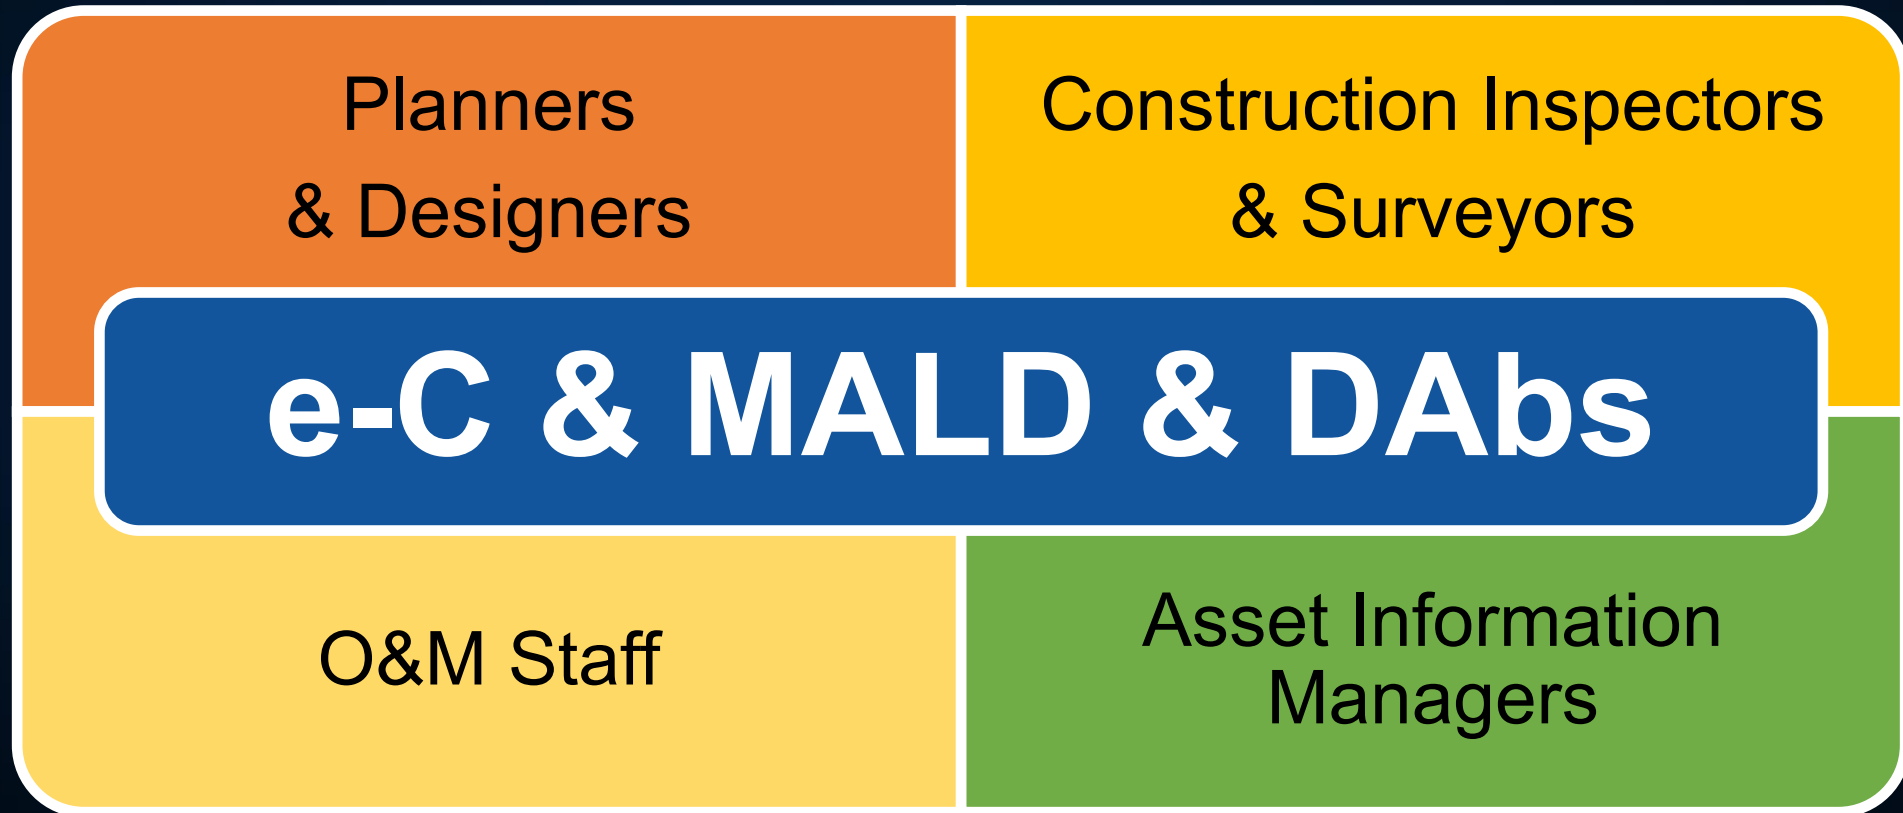 Planners
& Designers
Construction Inspectors
& Surveyors
e-C & MALD & DAbs
O&M Staff
Asset Information
Managers